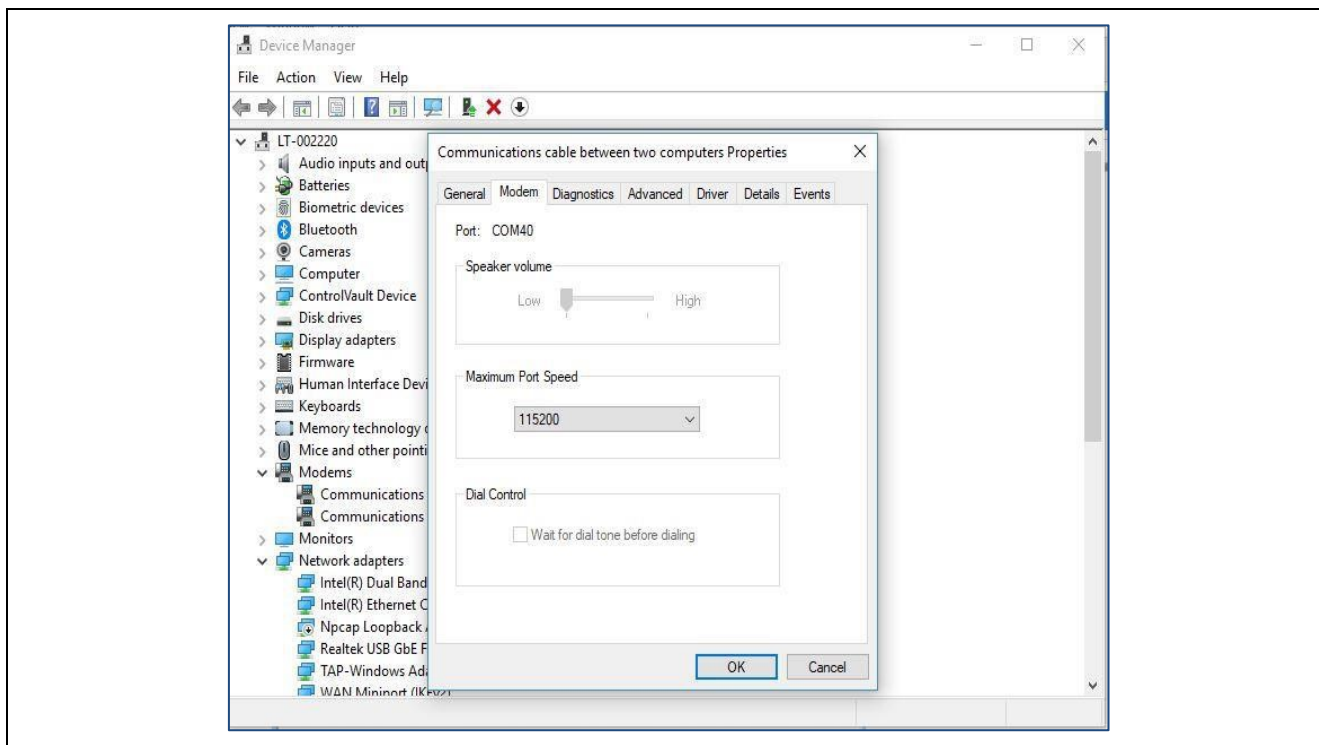 Device Manager
File Action View Help
LT-002220
Audio inputs and outp
Batteries
Biometric devices
Bluetooth
Cameras
Computer
ControlVault Device
Disk drives
Display adapters
Firmware
Human Interface Devi
Keyboards
Memory technology
Mice and other pointi
Modems
Communications
Communications
Monitors
Network adapters
Intel(R) Dual Band
Intel(R) Ethernet C
Npcap Loopback
Realtek USB GbE F
TAP-Windows Ada
WAN Miniport (IKEv2)
Communications cable between two computers Properties
General Modem Diagnostics Advanced Driver Details Events
Port: COM40
Speaker volume
Low High
Maximum Port Speed
115200
Dial Control
Wait for dial tone before dialing
OK Cancel